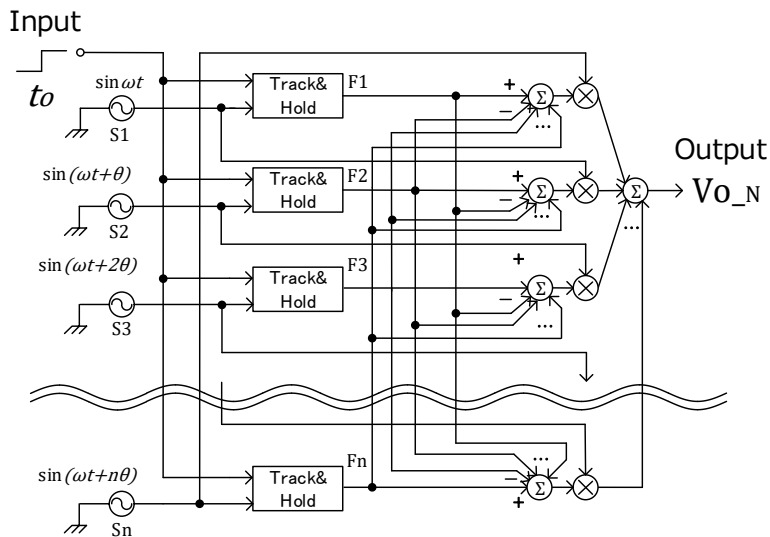 Input
to
sin ωt
S1
Track&
Hold
F1
+
−
Σ
...
sin(ωt+θ)
S2
Track&
Hold
F2
+
−
Σ
...
Output
Vo_N
Σ
...
sin(ωt+2θ)
S3
Track&
Hold
F3
+
−
+
Σ
...
sin(ωt+nθ)
Sn
Track&
Hold
Fn
...
−
Σ
+